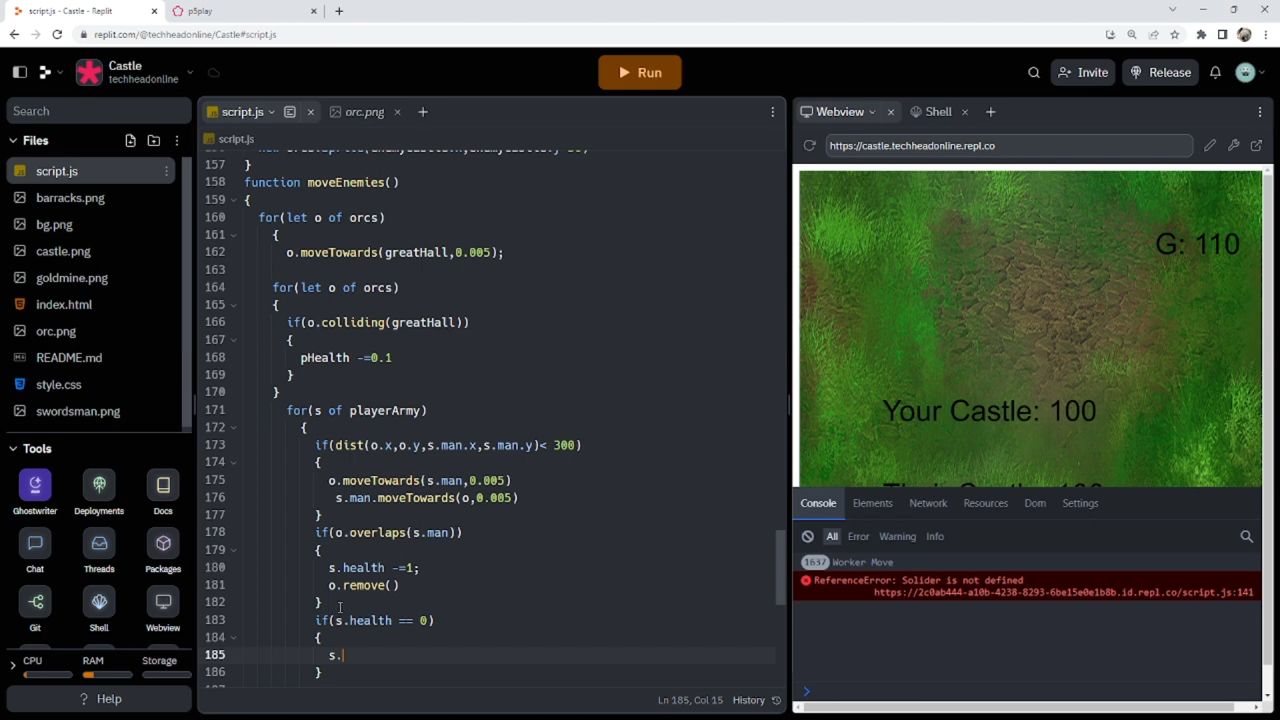 script.js - Castle - Replit
p5play
replit.com/@techheadonline/Castle#script.js
Castle
techheadonline
Run
Invite
Release
Search
Files
script.js
barracks.png
bg.png
castle.png
goldmine.png
index.html
orc.png
README.md
style.css
swordsman.png
Tools
Ghostwriter
Deployments
Docs
Chat
Threads
Packages
Git
Shell
Webview
CPU
RAM
Storage
? Help
script.js
orc.png
script.js
157 }
158 function moveEnemies()
159 {
160 for(let o of orcs)
161 {
162 o.moveTowards(greatHall,0.005);
163
164 for(let o of orcs)
165 {
166 if(o.colliding(greatHall))
167 {
168 pHealth -=0.1
169 }
170 }
171 for(s of playerArmy)
172 {
173 if(dist(o.x,o.y,s.man.x,s.man.y)< 300)
174 {
175 o.moveTowards(s.man,0.005)
176 s.man.moveTowards(o,0.005)
177 }
178 if(o.overlaps(s.man))
179 {
180 s.health -=1;
181 o.remove()
182 }
183 if(s.health == 0)
184 {
185 s.
186 }
Ln 185, Col 15
History
Webview
Shell
https://castle.techheadonline.repl.co
G: 110
Your Castle: 100
Console
Elements
Network
Resources
Dom
Settings
All
Error
Warning
Info
1637 Worker Move
ReferenceError: Solider is not defined
https://2c0ab444-a10b-4238-8293-6be15e0e1b8b.id.repl.co/script.js:141